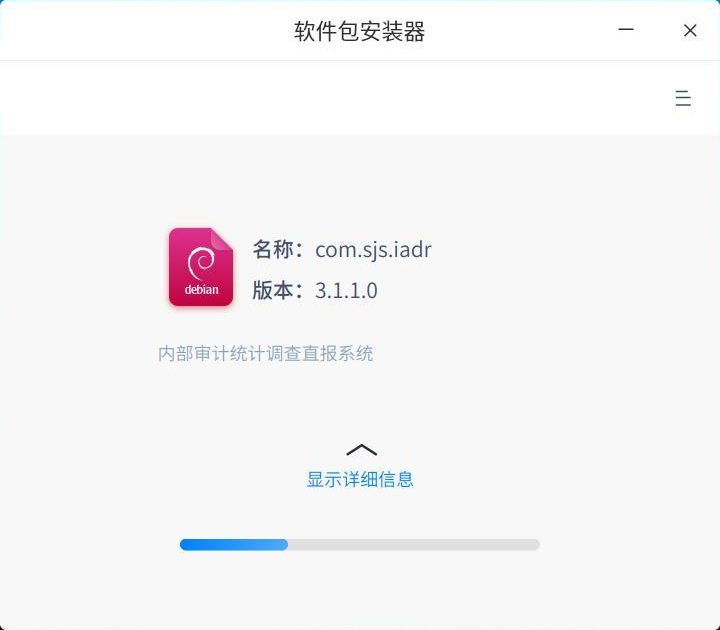 软件包安装器
debian
名称：com.sjs.iadr
版本：3.1.1.0
内部审计统计调查直报系统
显示详细信息